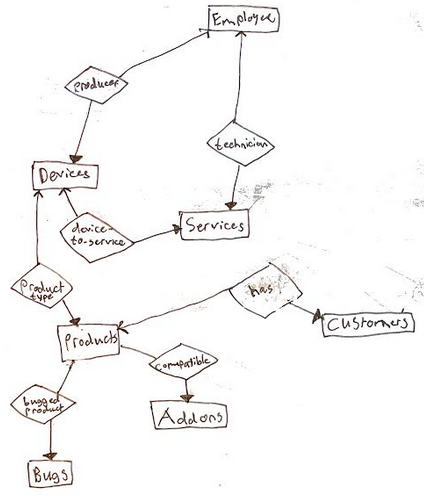 Employee
producer
technician
Devices
device-
to-service
Services
product
type
has
Products
Customers
compatible
bugged
product
Addons
Bugs